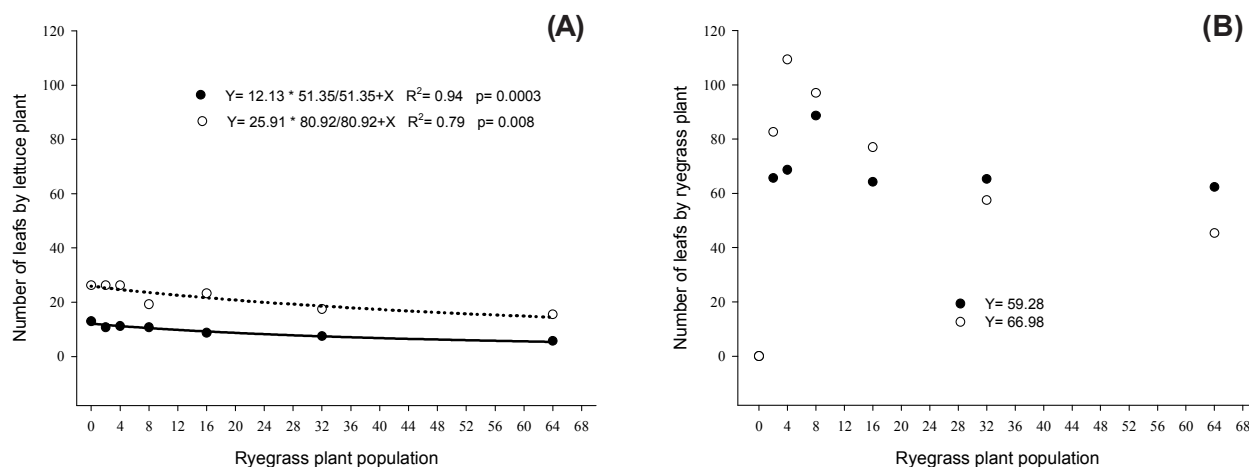 (A)
120
100
80
60
40
20
0
Number of leafs by lettuce plant
Y= 12.13 * 51.35/51.35+X R²= 0.94 p= 0.0003
Y= 25.91 * 80.92/80.92+X R²= 0.79 p= 0.008
0 4 8 12 16 20 24 28 32 36 40 44 48 52 56 60 64 68
Ryegrass plant population
(B)
120
100
80
60
40
20
0
Number of leafs by ryegrass plant
Y= 59.28
Y= 66.98
0 4 8 12 16 20 24 28 32 36 40 44 48 52 56 60 64 68
Ryegrass plant population